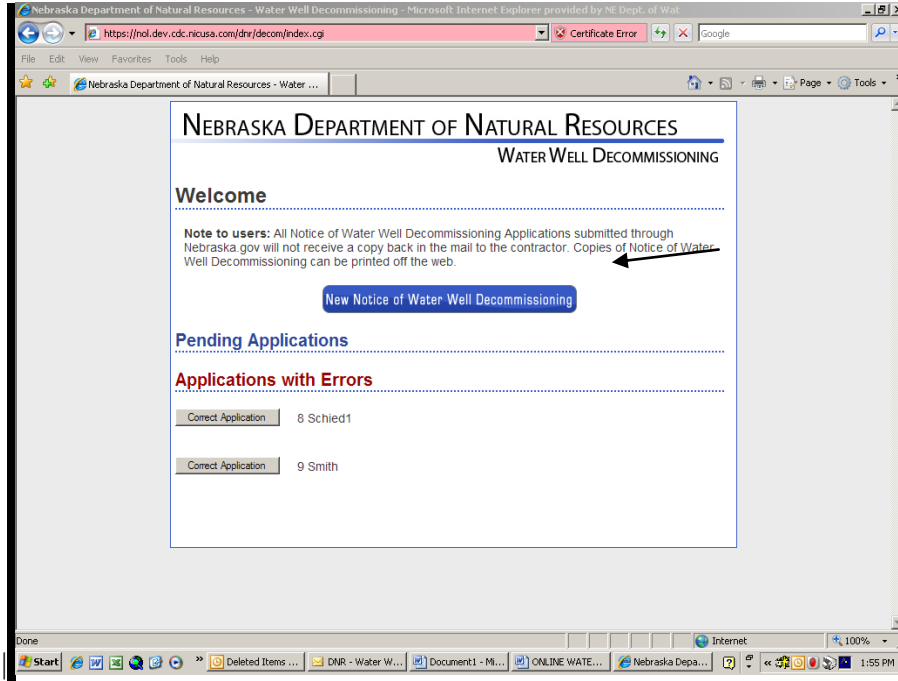 Nebraska Department of Natural Resources - Water Well Decommissioning - Microsoft Internet Explorer provided by NE Dept. of Wat
https://nol.dev.cdc.nicusa.com/dnr/decom/index.cgi
Certificate Error
Google
File Edit View Favorites Tools Help
Nebraska Department of Natural Resources - Water ...
Page
Tools
NEBRASKA DEPARTMENT OF NATURAL RESOURCES
WATER WELL DECOMMISSIONING
Welcome
Note to users: All Notice of Water Well Decommissioning Applications submitted through
Nebraska.gov will not receive a copy back in the mail to the contractor. Copies of Notice of Water
Well Decommissioning can be printed off the web.
New Notice of Water Well Decommissioning
Pending Applications
Applications with Errors
Correct Application 8 Schied1
Correct Application 9 Smith
Done
Internet
100%
Start
Deleted Items ...
DNR - Water W...
Document1 - Mi...
ONLINE WATE...
Nebraska Depa...
1:55 PM